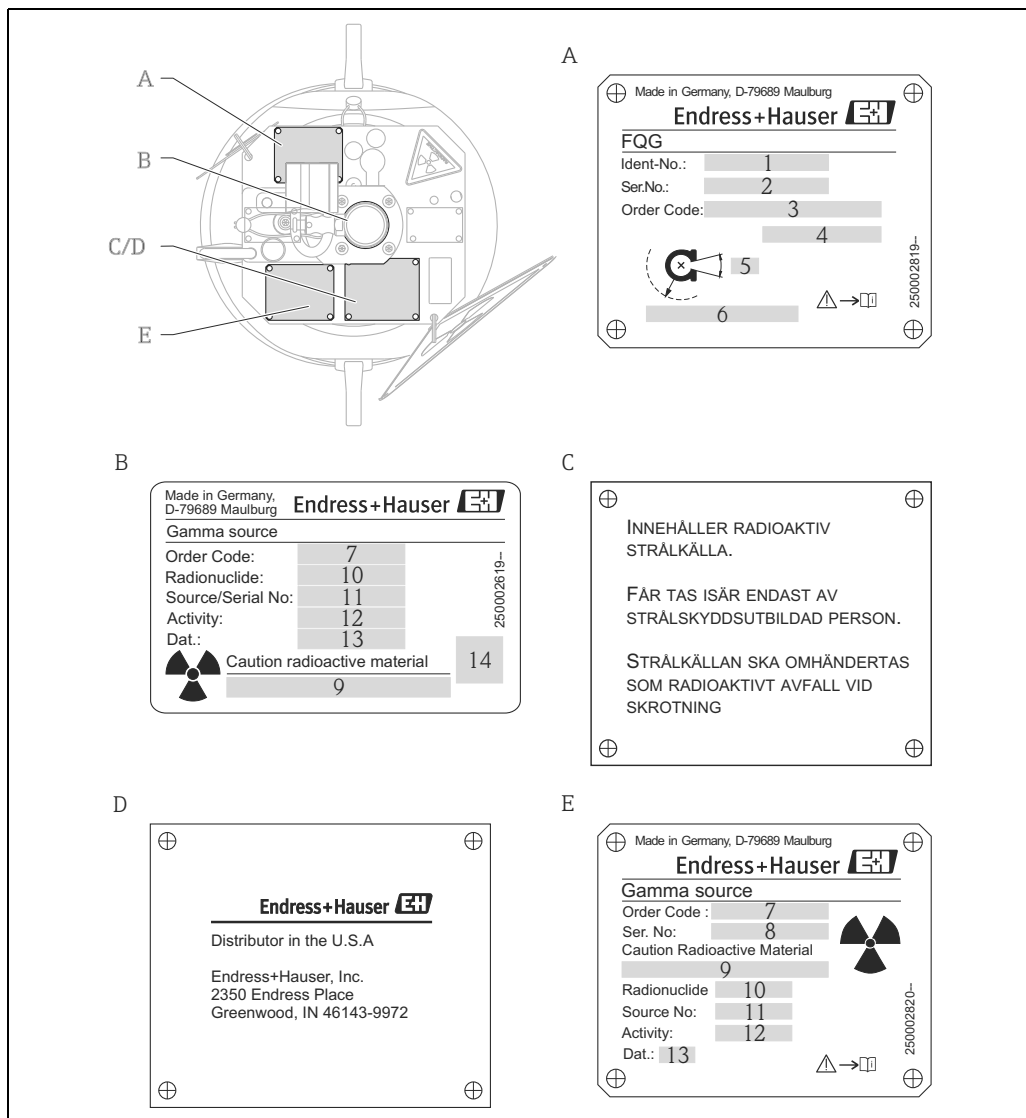 A
B
C/D
E
A
Made in Germany, D-79689 Maulburg
Endress+Hauser E+H
FQG
Ident-No.: 1
Ser.No.: 2
Order Code: 3
4
5
6
250002819--
B
Made in Germany,
D-79689 Maulburg Endress+Hauser E+H
Gamma source
Order Code: 7
Radionuclide: 10
Source/Serial No: 11
Activity: 12
Dat.: 13
Caution radioactive material
9
14
250002619--
C
INNEHÅLLER RADIOAKTIV
STRÅLKÄLLA.
FÅR TAS ISÄR ENDAST AV
STRÅLSKYDDSUTBILDAD PERSON.
STRÅLKÄLLAN SKA OMHÄNDERTAS
SOM RADIOAKTIVT AVFALL VID
SKROTNING
D
Endress+Hauser EH
Distributor in the U.S.A
Endress+Hauser, Inc.
2350 Endress Place
Greenwood, IN 46143-9972
E
Made in Germany, D-79689 Maulburg
Endress+Hauser E+H
Gamma source
Order Code : 7
Ser. No: 8
Caution Radioactive Material
9
Radionuclide 10
Source No: 11
Activity: 12
Dat.: 13
250002820--